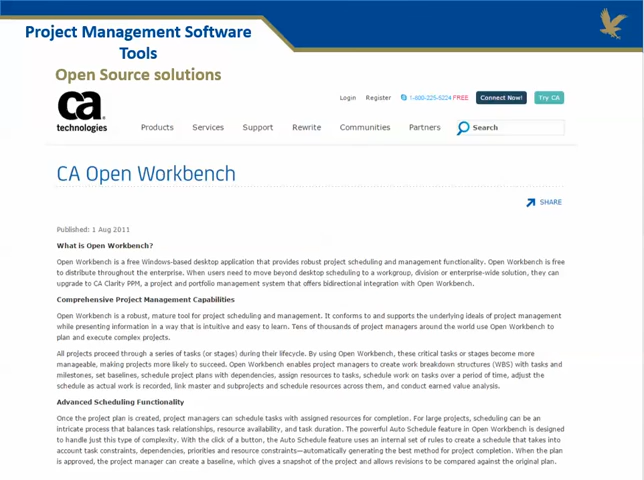 Project Management Software
Tools
Open Source solutions
ca
technologies
Login Register 1-800-225-5224 FREE Connect Now! Try CA
Products Services Support Rewrite Communities Partners Search
CA Open Workbench
SHARE
Published: 1 Aug 2011
What is Open Workbench?
Open Workbench is a free Windows-based desktop application that provides robust project scheduling and management functionality. Open Workbench is free
to distribute throughout the enterprise. When users need to move beyond desktop scheduling to a workgroup, division or enterprise-wide solution, they can
upgrade to CA Clarity PPM, a project and portfolio management system that offers bidirectional integration with Open Workbench.
Comprehensive Project Management Capabilities
Open Workbench is a robust, mature tool for project scheduling and management. It conforms to and supports the underlying ideals of project management
while presenting information in a way that is intuitive and easy to learn. Tens of thousands of project managers around the world use Open Workbench to
plan and execute complex projects.
All projects proceed through a series of tasks (or stages) during their lifecycle. By using Open Workbench, these critical tasks or stages become more
manageable, making projects more likely to succeed. Open Workbench enables project managers to create work breakdown structures (WBS) with tasks and
milestones, set baselines, schedule project plans with dependencies, assign resources to tasks, schedule work on tasks over a period of time, adjust the
schedule as actual work is recorded, link master and subprojects and schedule resources across them, and conduct earned value analysis.
Advanced Scheduling Functionality
Once the project plan is created, project managers can schedule tasks with assigned resources for completion. For large projects, scheduling can be an
intricate process that balances task relationships, resource availability, and task duration. The powerful Auto Schedule feature in Open Workbench is designed
to handle just this type of complexity. With the click of a button, the Auto Schedule feature uses an internal set of rules to create a schedule that takes into
account task constraints, dependencies, priorities and resource constraints—automatically generating the best method for project completion. When the plan
is approved, the project manager can create a baseline, which gives a snapshot of the project and allows revisions to be compared against the original plan.